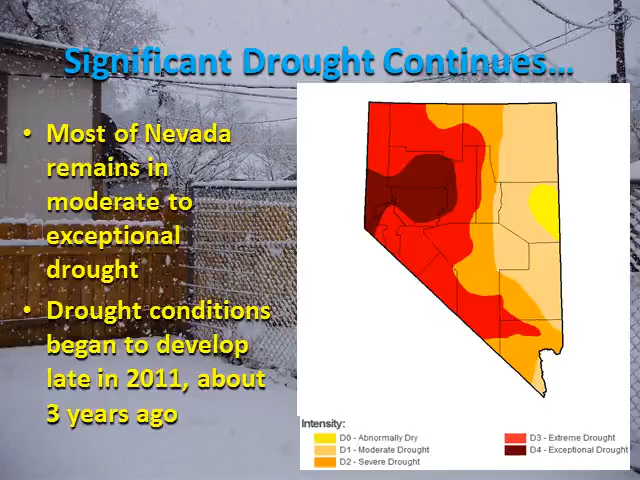 Significant Drought Continues...
• Most of Nevada
remains in
moderate to
exceptional
drought
• Drought conditions
began to develop
late in 2011, about
3 years ago
Intensity:
D0 - Abnormally Dry
D1 - Moderate Drought
D2 - Severe Drought
D3 - Extreme Drought
D4 - Exceptional Drought